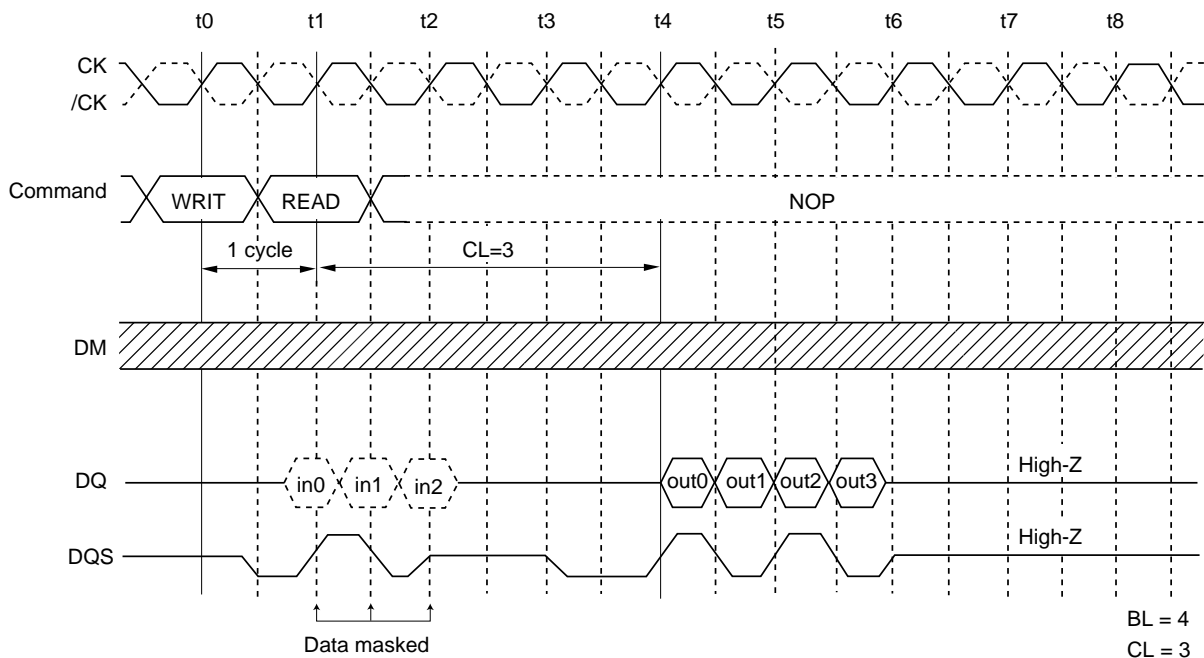 t0 t1 t2 t3 t4 t5 t6 t7 t8
CK
/CK
Command WRIT READ NOP
1 cycle CL=3
DM
DQ in0 in1 in2 out0 out1 out2 out3 High-Z
DQS High-Z
Data masked
BL = 4
CL = 3